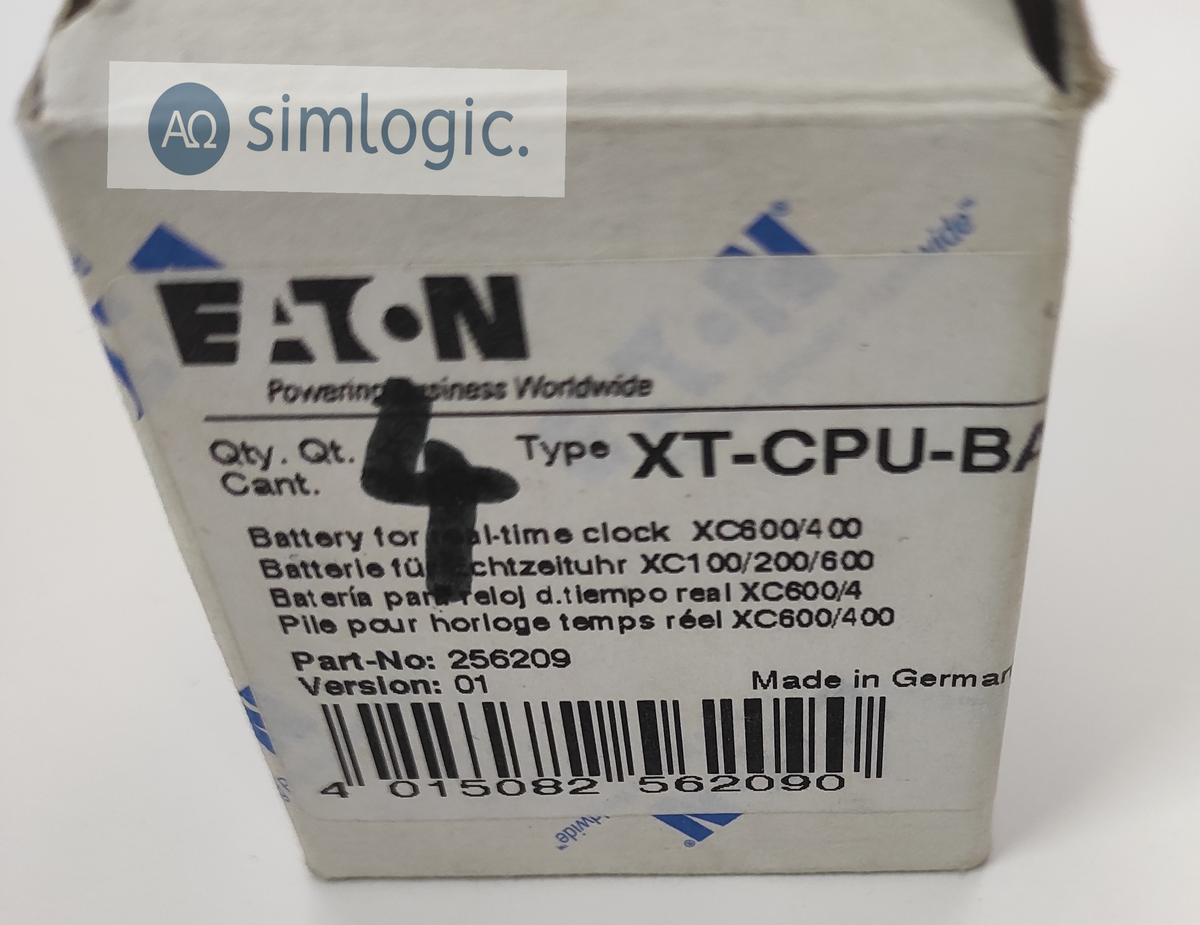 ΑΩ simlogic.
EATON
Powering Business Worldwide
Qty. Qt. 4 Type XT-CPU-BA
Cant.
Battery for real-time clock XC600/400
Batterie für Echtzeituhr XC100/200/600
Batería para reloj d.tiempo real XC600/4
Pile pour horloge temps réel XC600/400
Part-No: 256209
Version: 01
Made in German
4 015082 562090